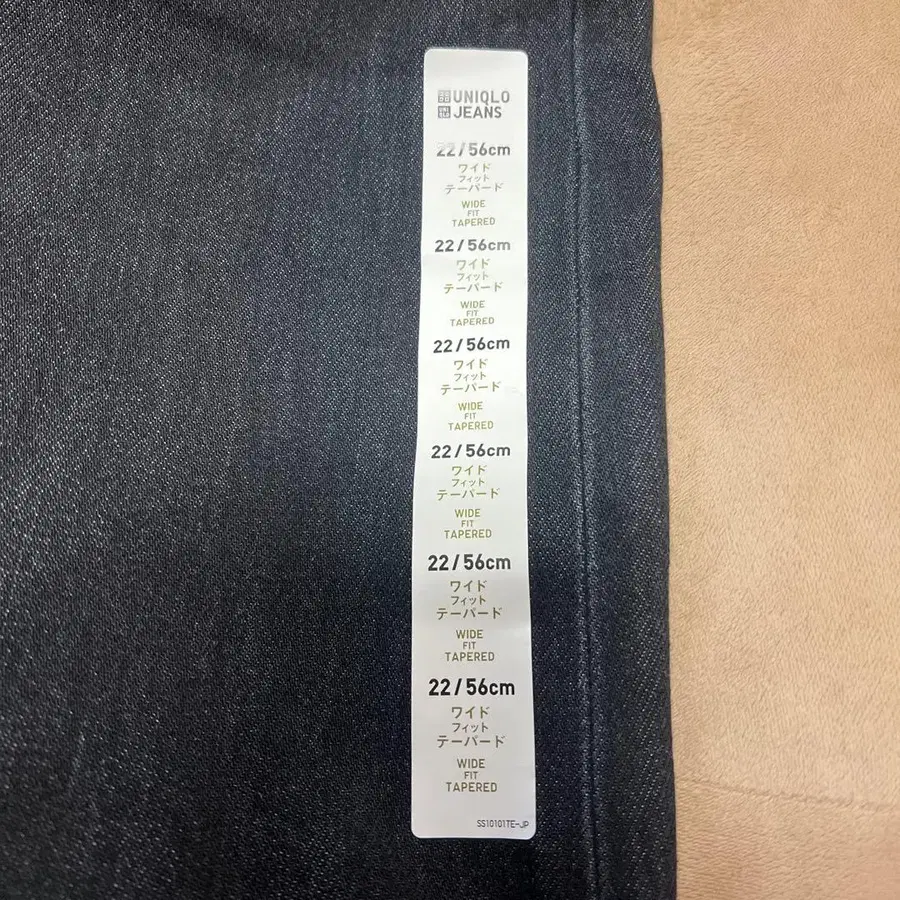 UNIQLO
JEANS
22/56cm
ワイド
フィット
テーパード
WIDE
FIT
TAPERED
22/56cm
ワイド
フィット
テーパード
WIDE
FIT
TAPERED
22/56cm
ワイド
フィット
テーパード
WIDE
FIT
TAPERED
22/56cm
ワイド
フィット
テーパード
WIDE
FIT
TAPERED
22/56cm
ワイド
フィット
テーパード
WIDE
FIT
TAPERED
22/56cm
ワイド
フィット
テーパード
WIDE
FIT
TAPERED
SS10101TE-JP